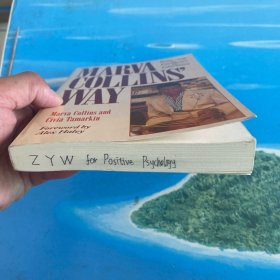 MARVA
COLLINS'
WAY
Marva Collins and
Civia Tamarkin
Foreword by
Alex Haley
ZYW for Positive Psychology